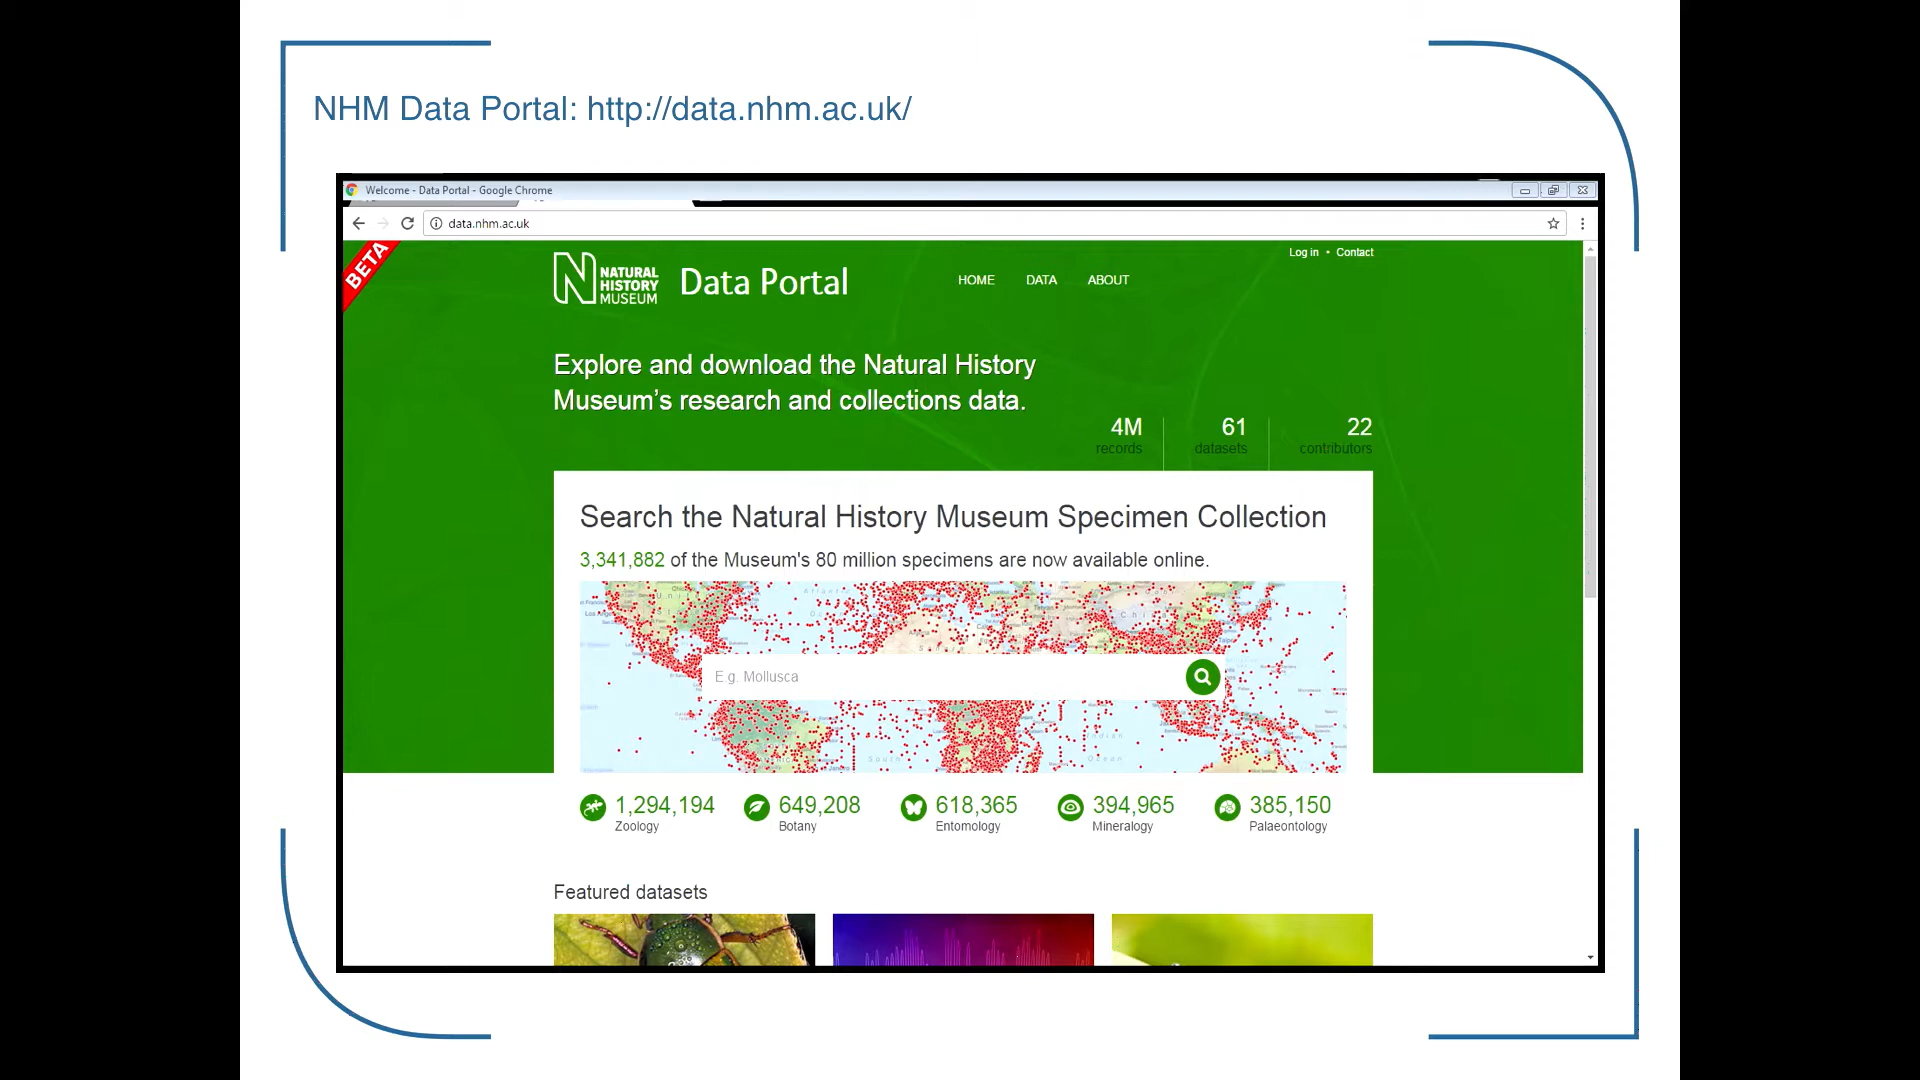 NHM Data Portal: http://data.nhm.ac.uk/
Welcome - Data Portal - Google Chrome
data.nhm.ac.uk
BETA
Log in • Contact
NATURAL
HISTORY
MUSEUM
Data Portal
HOME DATA ABOUT
Explore and download the Natural History
Museum's research and collections data.
4M 61 22
records datasets contributors
Search the Natural History Museum Specimen Collection
3,341,882 of the Museum's 80 million specimens are now available online.
E.g. Mollusca
1,294,194 649,208 618,365 394,965 385,150
Zoology Botany Entomology Mineralogy Palaeontology
Featured datasets